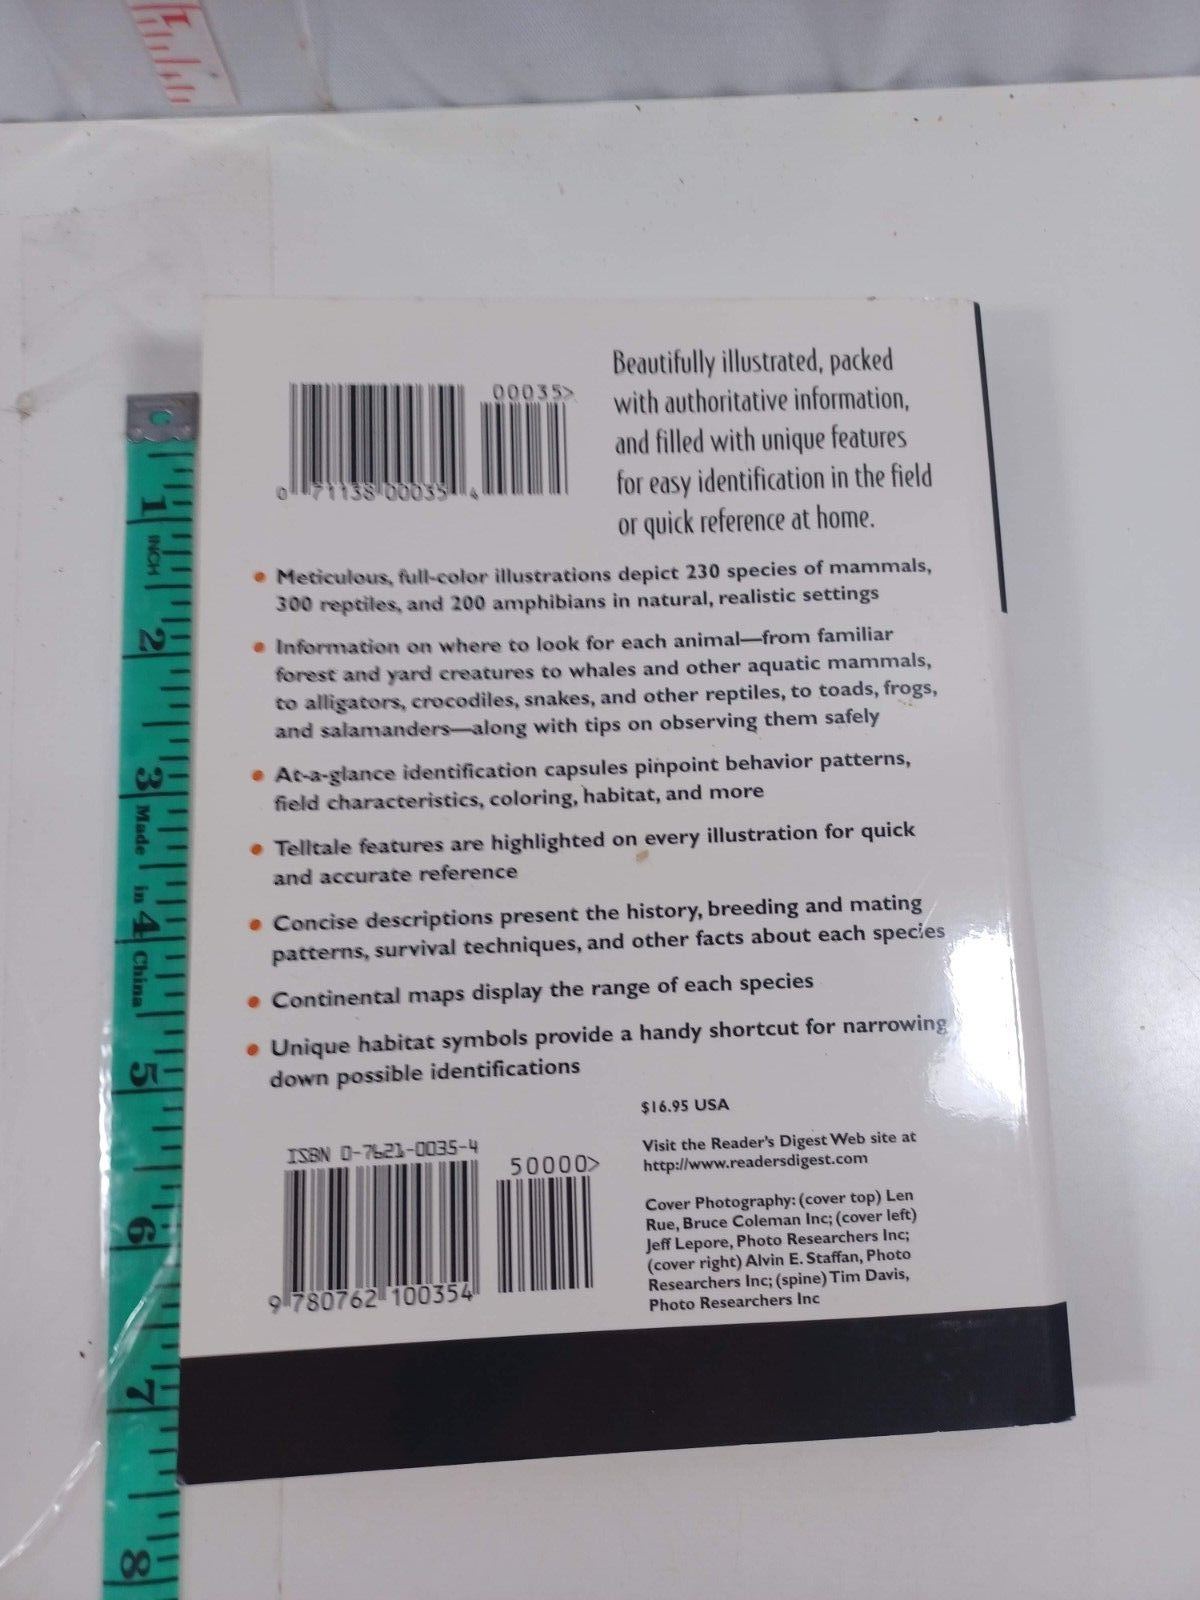 1
00035>
0 71138 00035 4
Beautifully illustrated, packed
with authoritative information,
and filled with unique features
for easy identification in the field
or quick reference at home.
• Meticulous, full-color illustrations depict 230 species of mammals,
300 reptiles, and 200 amphibians in natural, realistic settings
• Information on where to look for each animal—from familiar
forest and yard creatures to whales and other aquatic mammals,
to alligators, crocodiles, snakes, and other reptiles, to toads, frogs,
and salamanders—along with tips on observing them safely
• At-a-glance identification capsules pinpoint behavior patterns,
field characteristics, coloring, habitat, and more
• Telltale features are highlighted on every illustration for quick
and accurate reference
• Concise descriptions present the history, breeding and mating
patterns, survival techniques, and other facts about each species
• Continental maps display the range of each species
• Unique habitat symbols provide a handy shortcut for narrowing
down possible identifications
$16.95 USA
Visit the Reader's Digest Web site at
http://www.readersdigest.com
Cover Photography: (cover top) Len
Rue, Bruce Coleman Inc; (cover left)
Jeff Lepore, Photo Researchers Inc;
(cover right) Alvin E. Staffan, Photo
Researchers Inc; (spine) Tim Davis,
Photo Researchers Inc
ISBN 0-7621-0035-4
50000>
9 780762 100354
1 INCH 2 3 Made in 4 China 5 6 7 8